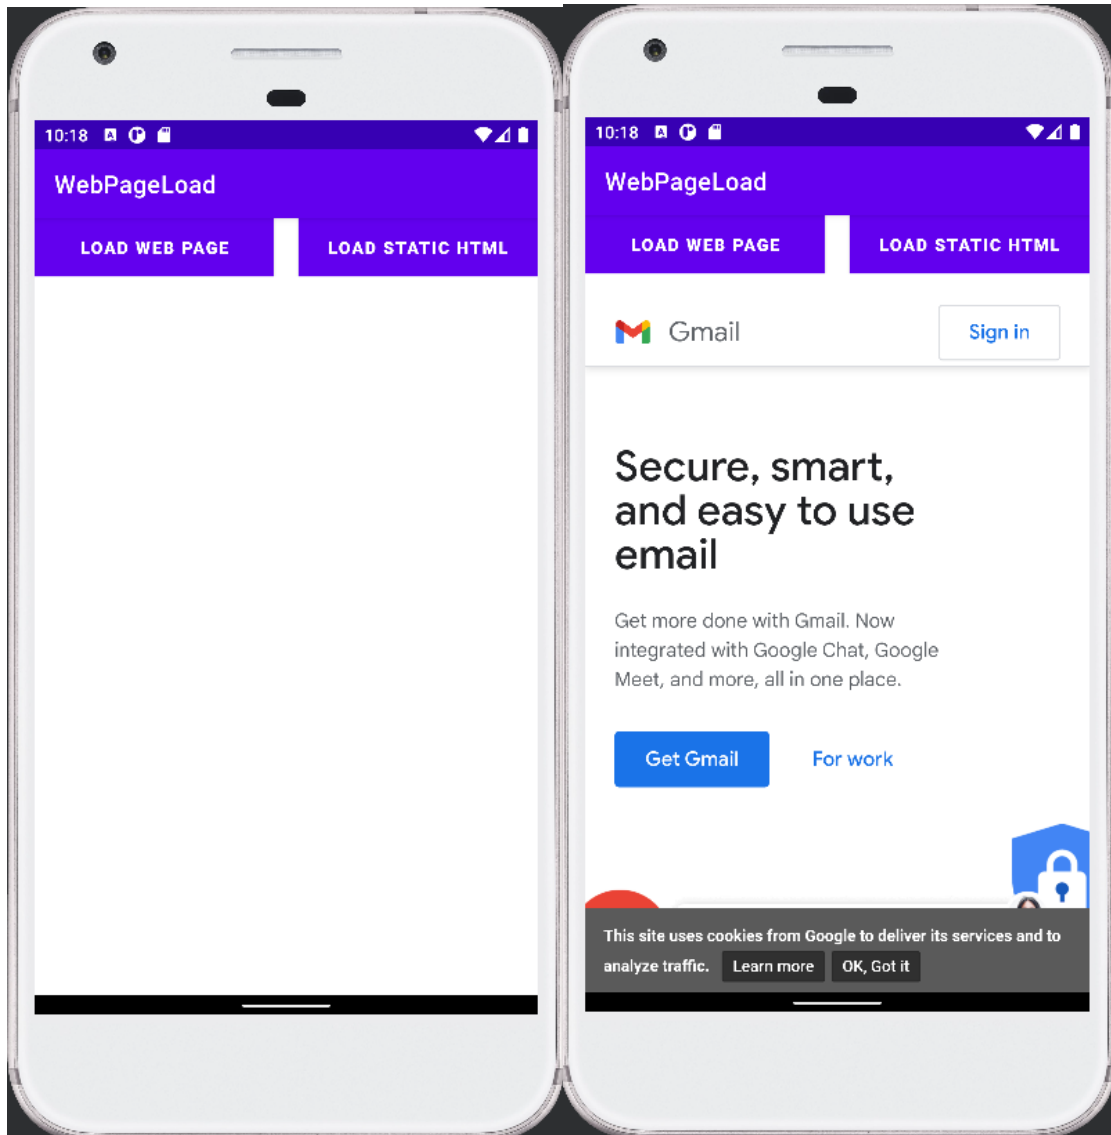 10:18
WebPageLoad
LOAD WEB PAGE
LOAD STATIC HTML
10:18
WebPageLoad
LOAD WEB PAGE
LOAD STATIC HTML
Gmail
Sign in
Secure, smart,
and easy to use
email
Get more done with Gmail. Now
integrated with Google Chat, Google
Meet, and more, all in one place.
Get Gmail
For work
This site uses cookies from Google to deliver its services and to
analyze traffic. Learn more OK, Got it